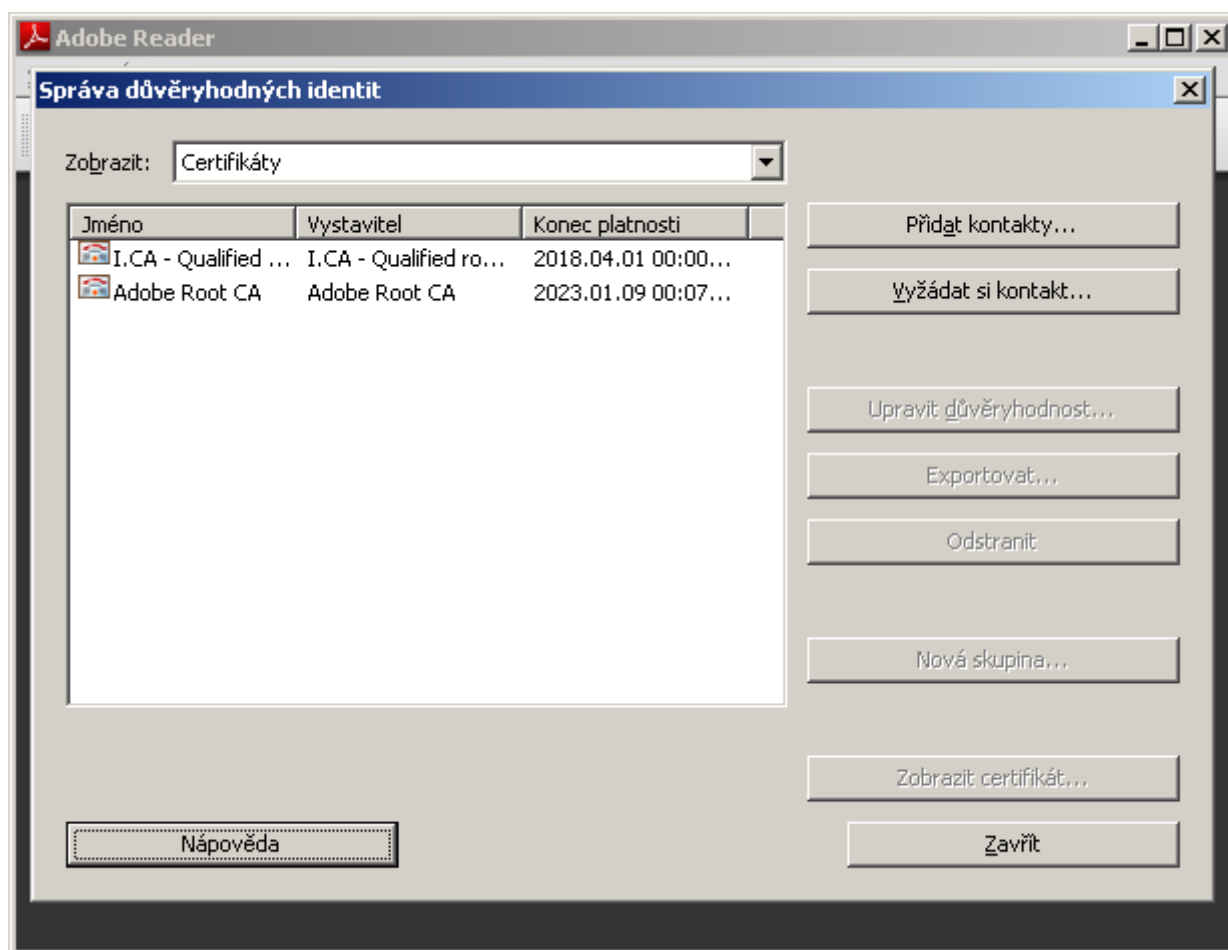 Adobe Reader
Správa důvěryhodných identit
Zobrazit: Certifikáty
Jméno Vystavitel Konec platnosti
I.CA - Qualified ... I.CA - Qualified ro... 2018.04.01 00:00...
Adobe Root CA Adobe Root CA 2023.01.09 00:07...
Přidat kontakty...
Vyžádat si kontakt...
Upravit důvěryhodnost...
Exportovat...
Odstranit
Nová skupina...
Zobrazit certifikát...
Nápověda
Zavřít